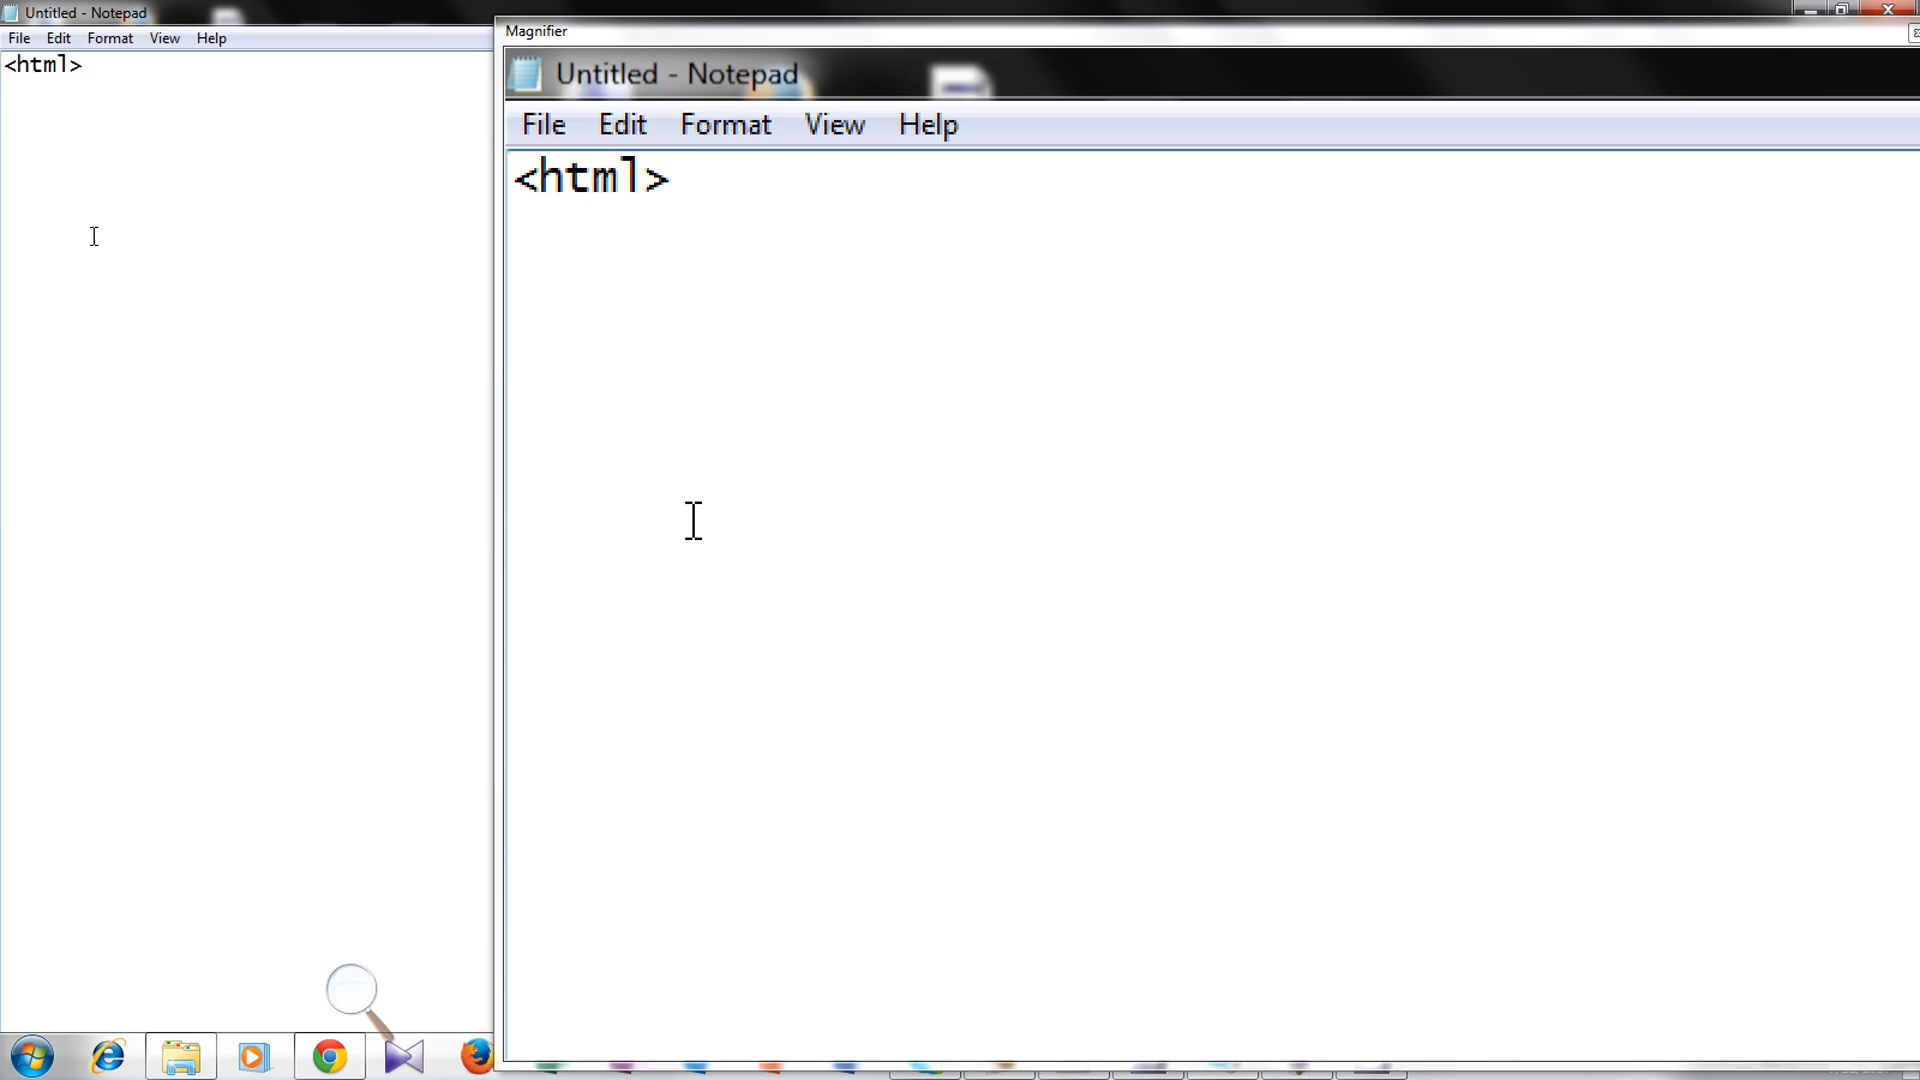 Untitled - Notepad
File Edit Format View Help
<html>
Magnifier
Untitled - Notepad
File Edit Format View Help
<html>